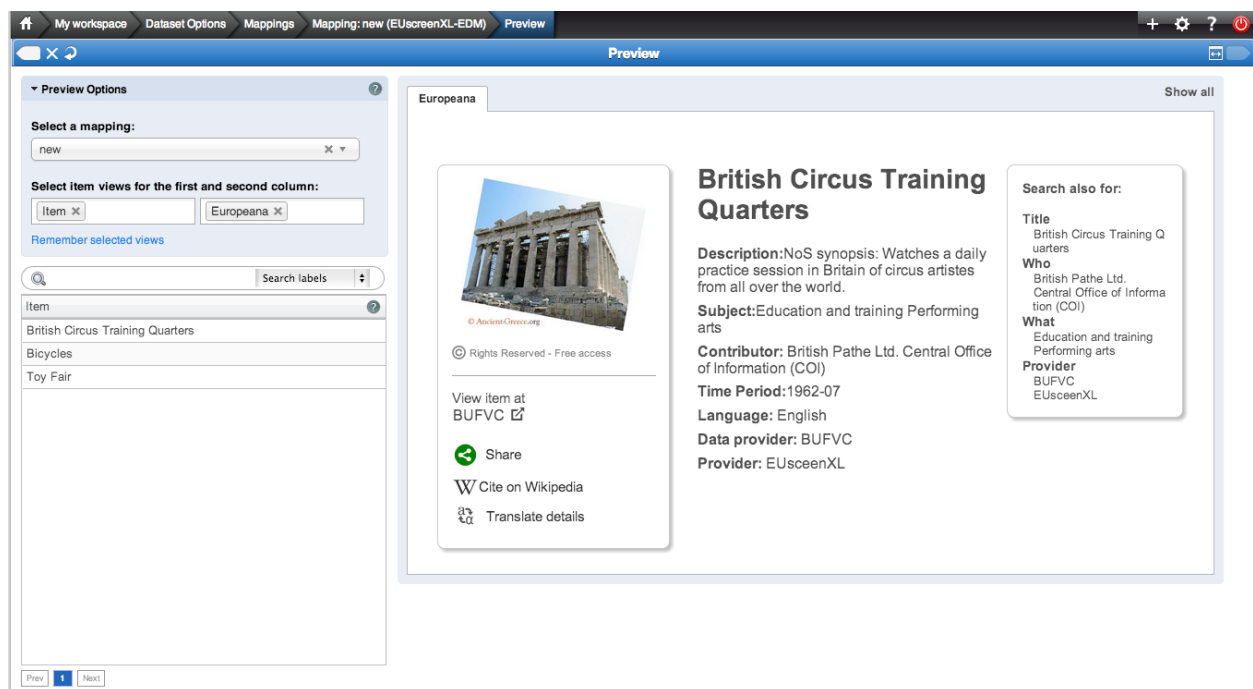 My workspace Dataset Options Mappings Mapping: new (EUscreenXL-EDM) Preview
Preview
Preview Options
Select a mapping:
new
Select item views for the first and second column:
Item Europeana
Remember selected views
Search labels
Item
British Circus Training Quarters
Bicycles
Toy Fair
Prev 1 Next
Europeana
Show all
© Ancient-Greece.org
© Rights Reserved - Free access
View item at
BUFVC
Share
W Cite on Wikipedia
Translate details
British Circus Training
Quarters
Description:NoS synopsis: Watches a daily
practice session in Britain of circus artistes
from all over the world.
Subject:Education and training Performing
arts
Contributor: British Pathe Ltd. Central Office
of Information (COI)
Time Period:1962-07
Language: English
Data provider: BUFVC
Provider: EUsceenXL
Search also for:
Title
British Circus Training Q
uarters
Who
British Pathe Ltd.
Central Office of Informa
tion (COI)
What
Education and training
Performing arts
Provider
BUFVC
EUsceenXL